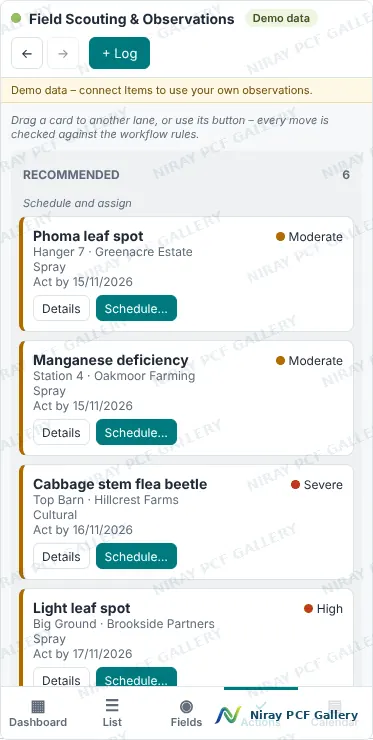 Field Scouting & Observations Demo data
← → + Log
Demo data – connect Items to use your own observations.
Drag a card to another lane, or use its button – every move is
checked against the workflow rules.
RECOMMENDED 6
Schedule and assign
Phoma leaf spot Moderate
Hanger 7 · Greenacre Estate
Spray
Act by 15/11/2026
Details Schedule...
Manganese deficiency Moderate
Station 4 · Oakmoor Farming
Spray
Act by 15/11/2026
Details Schedule...
Cabbage stem flea beetle Severe
Top Barn · Hillcrest Farms
Cultural
Act by 16/11/2026
Details Schedule...
Light leaf spot High
Big Ground · Brookside Partners
Spray
Act by 17/11/2026
Details Schedule...
Dashboard List Fields Actions Calendar
Niray PCF Gallery
NIRAY PCF GALLERY